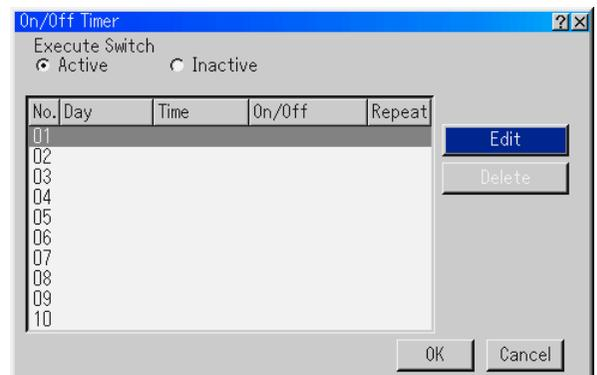 On/Off Timer ? ×
Execute Switch
Active Inactive
No. Day Time On/Off Repeat
01
Edit
02
03
Delete
04
05
06
07
08
09
10
OK Cancel